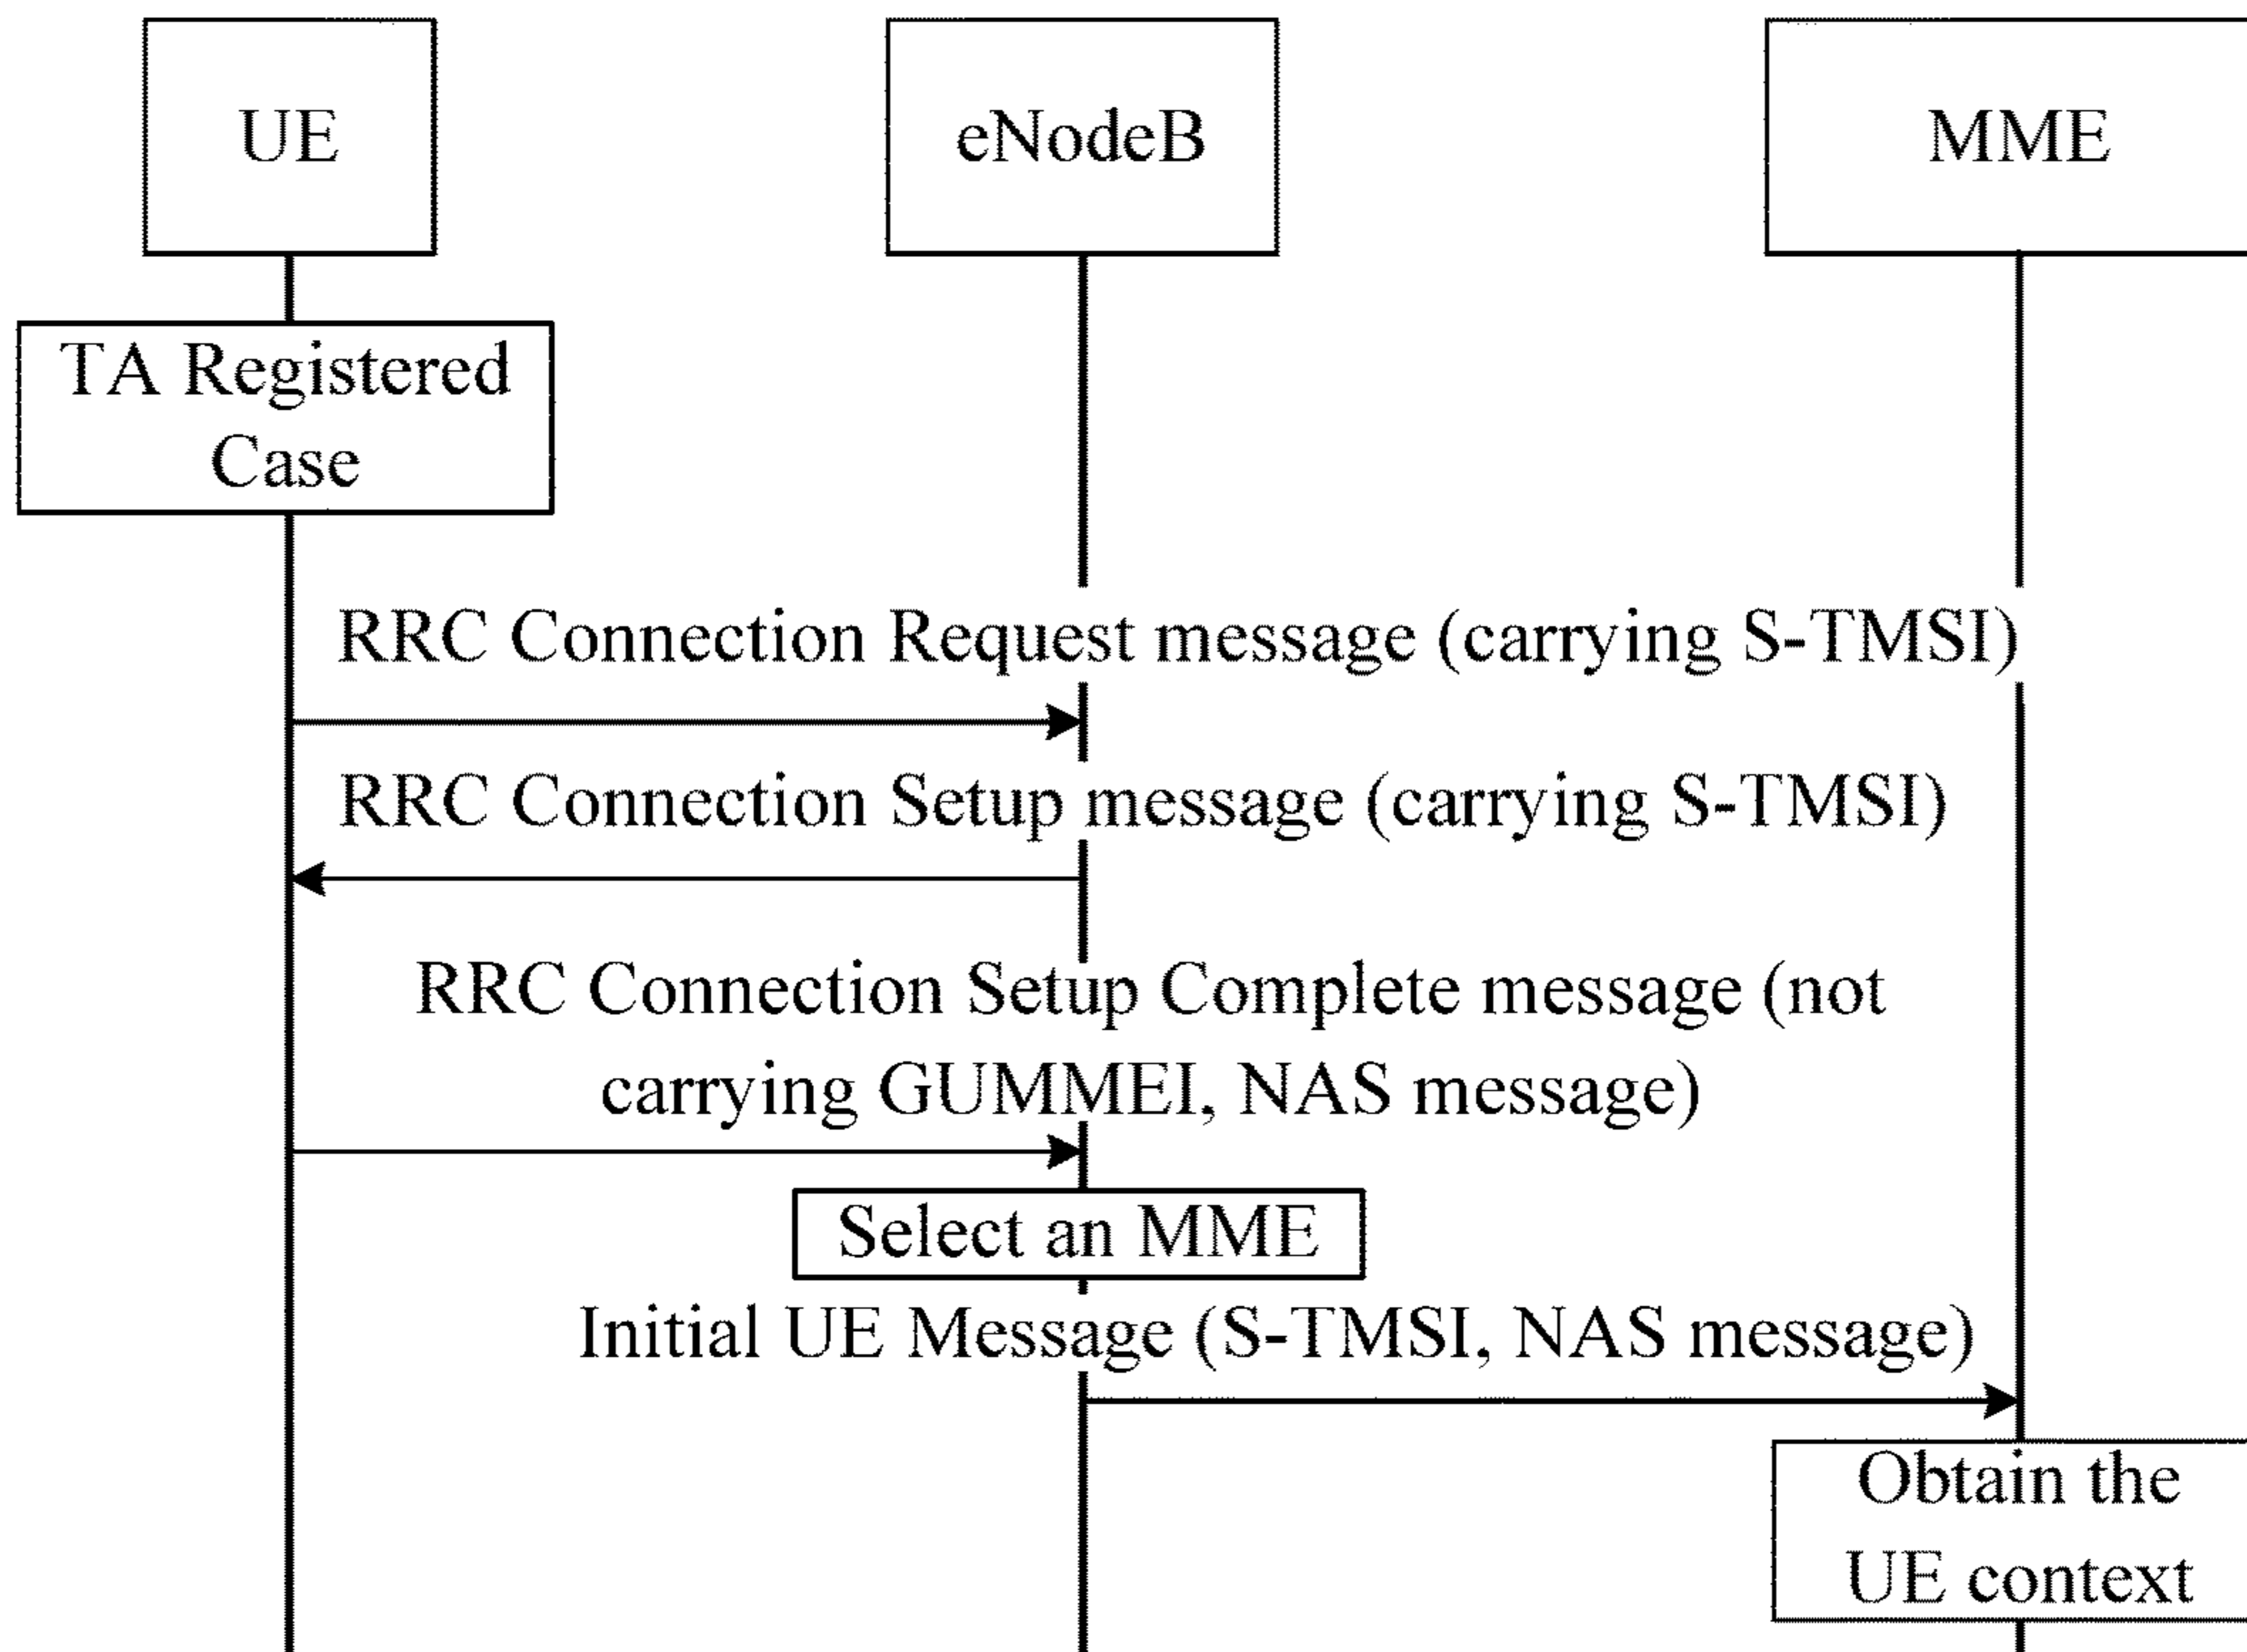 UE
eNodeB
MME
TA Registered
Case
RRC Connection Request message (carrying S-TMSI)
RRC Connection Setup message (carrying S-TMSI)
RRC Connection Setup Complete message (not
carrying GUMMEI, NAS message)
Select an MME
Initial UE Message (S-TMSI, NAS message)
Obtain the
UE context